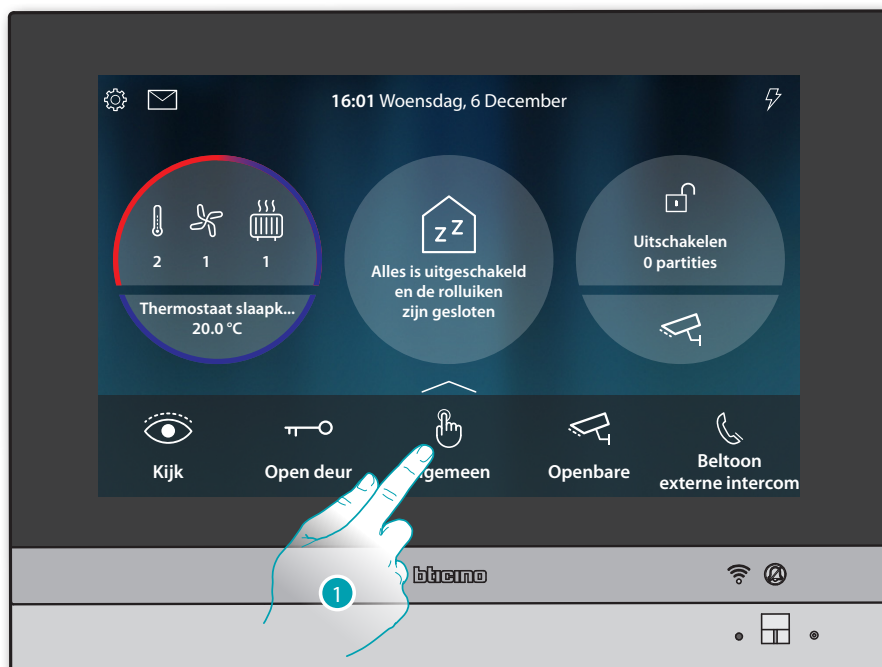 16:01 Woensdag, 6 December
2 1 1
Thermostaat slaapk...
20.0 °C
Alles is uitgeschakeld
en de rolluiken
zijn gesloten
z Z
Uitschakelen
0 partities
Kijk
Open deur
gemeen
Openbare
Beltoon
externe intercom
1
bticino